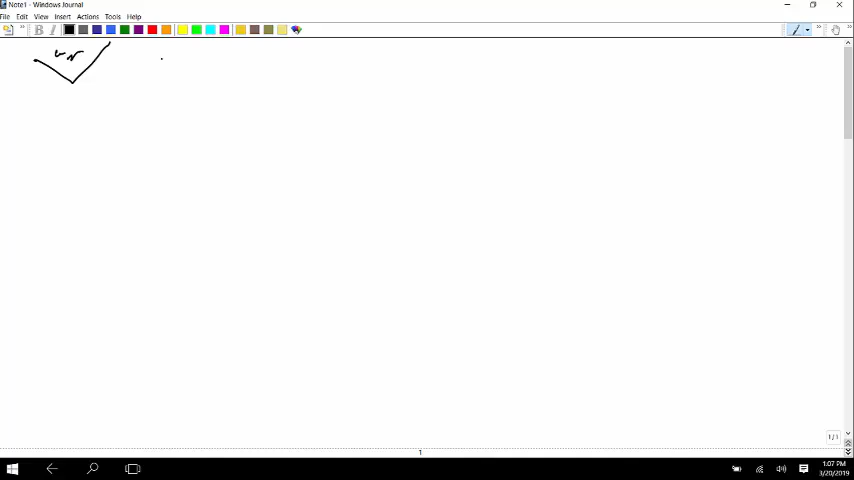 Note1 - Windows Journal
File Edit View Insert Actions Tools Help
B I
1/1
1
1:07 PM
3/20/2019